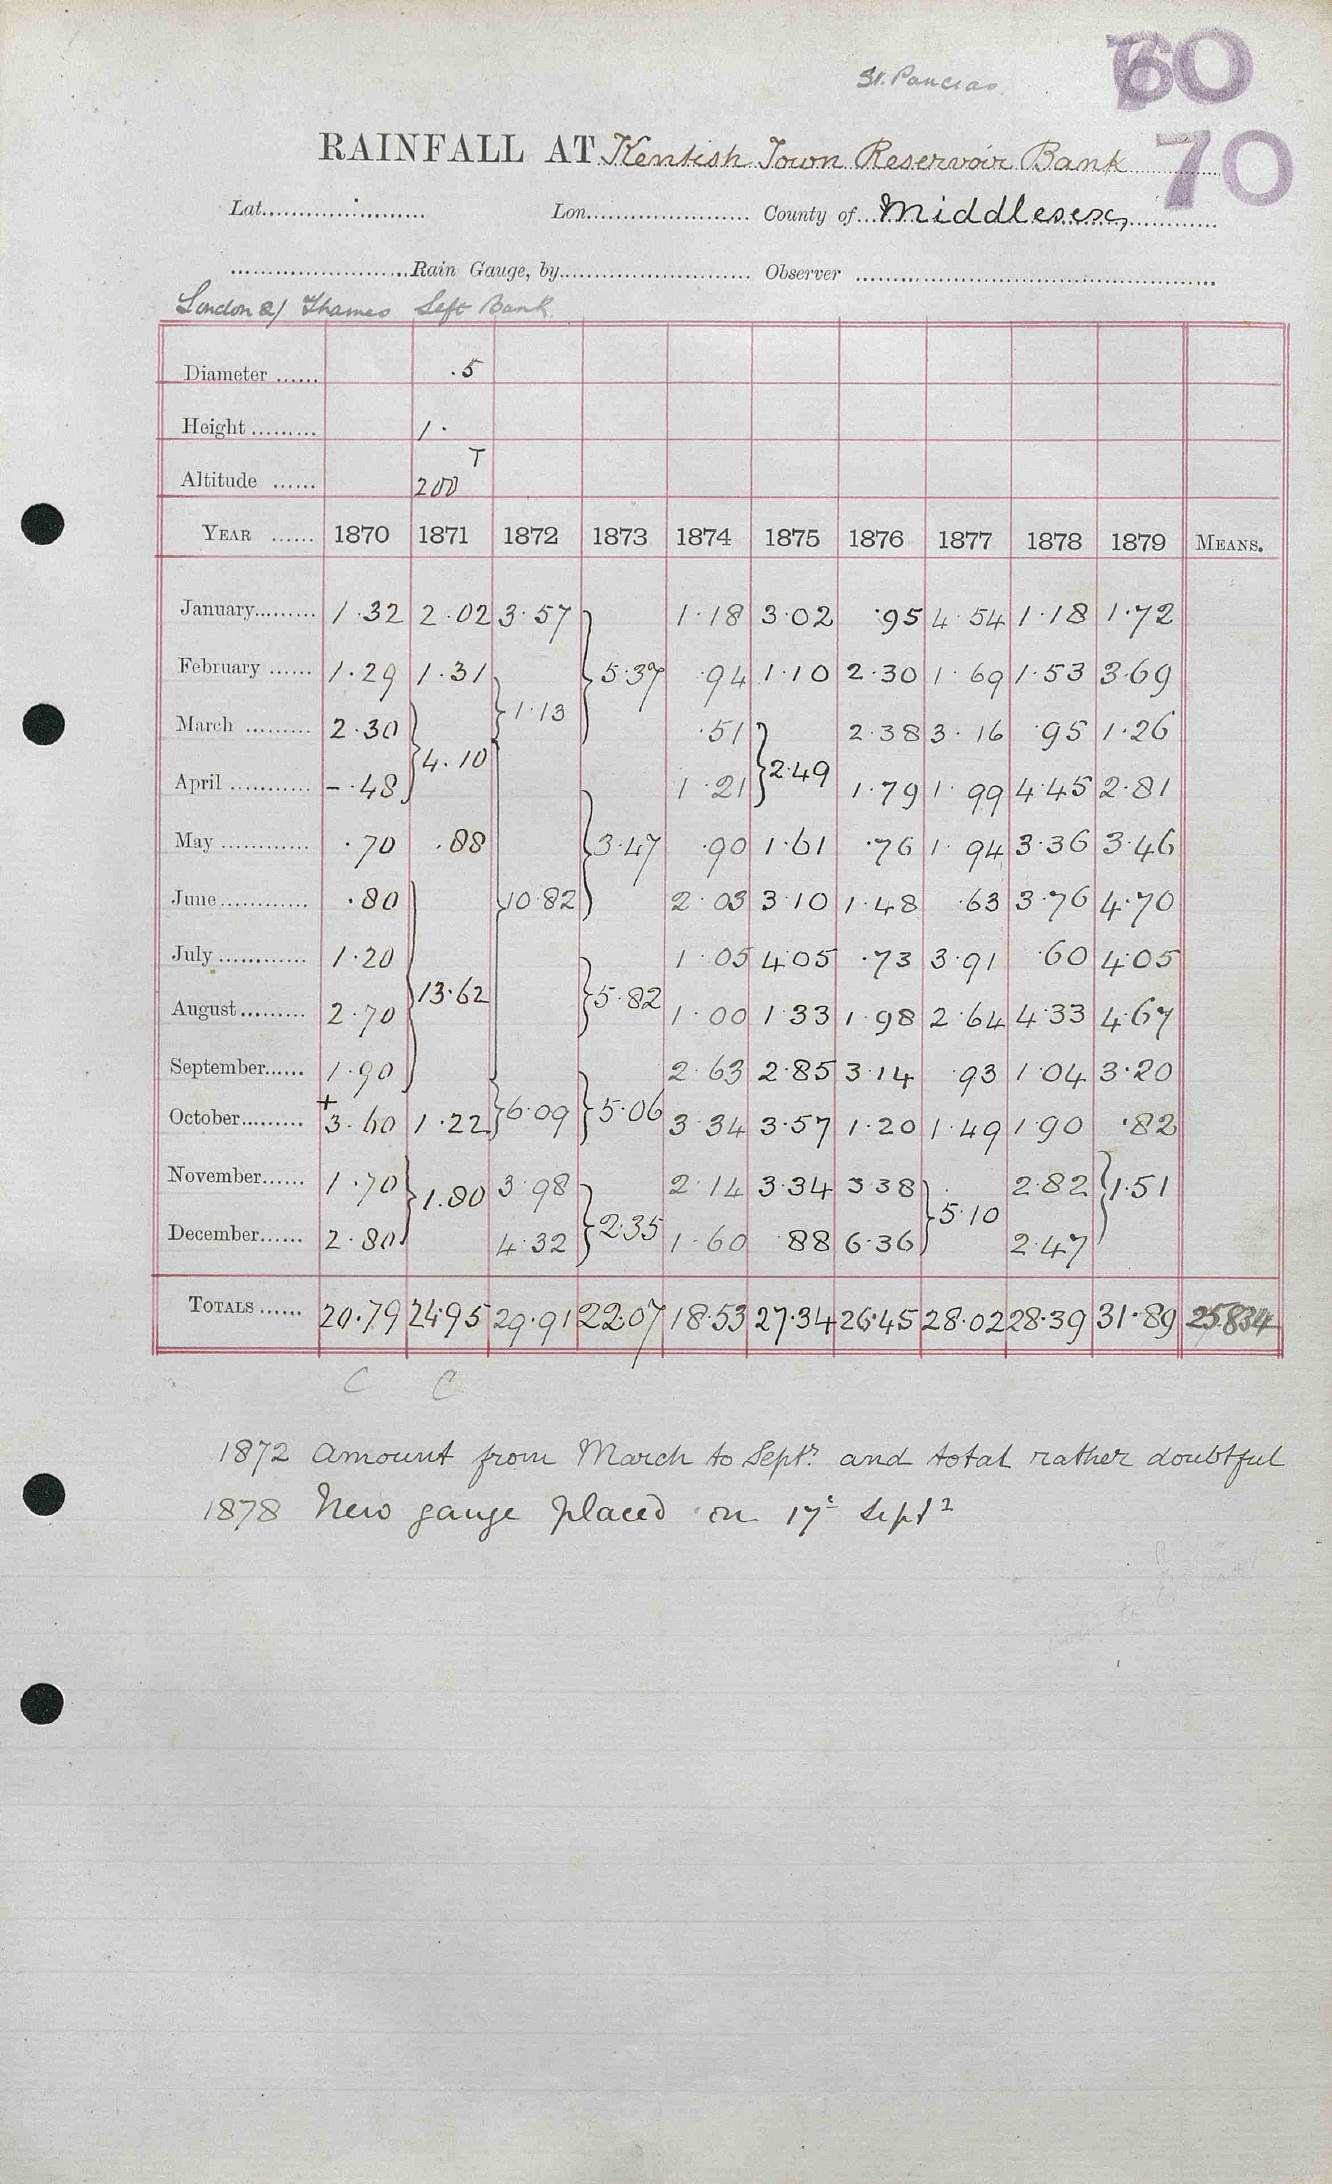 60
St. Pancras
70
RAINFALL AT Kentish Town Reservoir Bank
Lat. Lon. County of Middlesex
Rain Gauge, by Observer
London &/ Thames Left Bank
Diameter ...... .5
Height ......... 1.
Altitude ...... 200 T
YEAR ...... 1870 1871 1872 1873 1874 1875 1876 1877 1878 1879 MEANS.
January......... 1.32 2.02 3.57 1.18 3.02 .95 4.54 1.18 1.72
February ...... 1.29 1.31 } 5.37 .94 1.10 2.30 1.69 1.53 3.69
March ......... 2.30 } 1.13 .51 2.38 3.16 .95 1.26
April ........... -.48 } 4.10 1.21 } 2.49 1.79 1.99 4.45 2.81
May ............ .70 .88 } 3.47 .90 1.61 .76 1.94 3.36 3.46
June............ .80 } 10.82 2.03 3.10 1.48 .63 3.76 4.70
July ............ 1.20 1.05 4.05 .73 3.91 .60 4.05
August......... 2.70 } 13.62 } 5.82 1.00 1.33 1.98 2.64 4.33 4.67
September...... 1.90 2.63 2.85 3.14 .93 1.04 3.20
October......... +3.60 1.22 } 6.09 } 5.06 3.34 3.57 1.20 1.49 1.90 .82
November...... 1.70 } 1.80 3.98 2.14 3.34 3.38 2.82 } 1.51
December...... 2.80 4.32 } 2.35 1.60 .88 6.36 } 5.10 2.47
TOTALS ...... 20.79 24.95 29.91 22.07 18.53 27.34 26.45 28.02 28.39 31.89 25.834
C C
1872 Amount from March to Septr. and total rather doubtful
1878 New gauge placed on 17th Septr